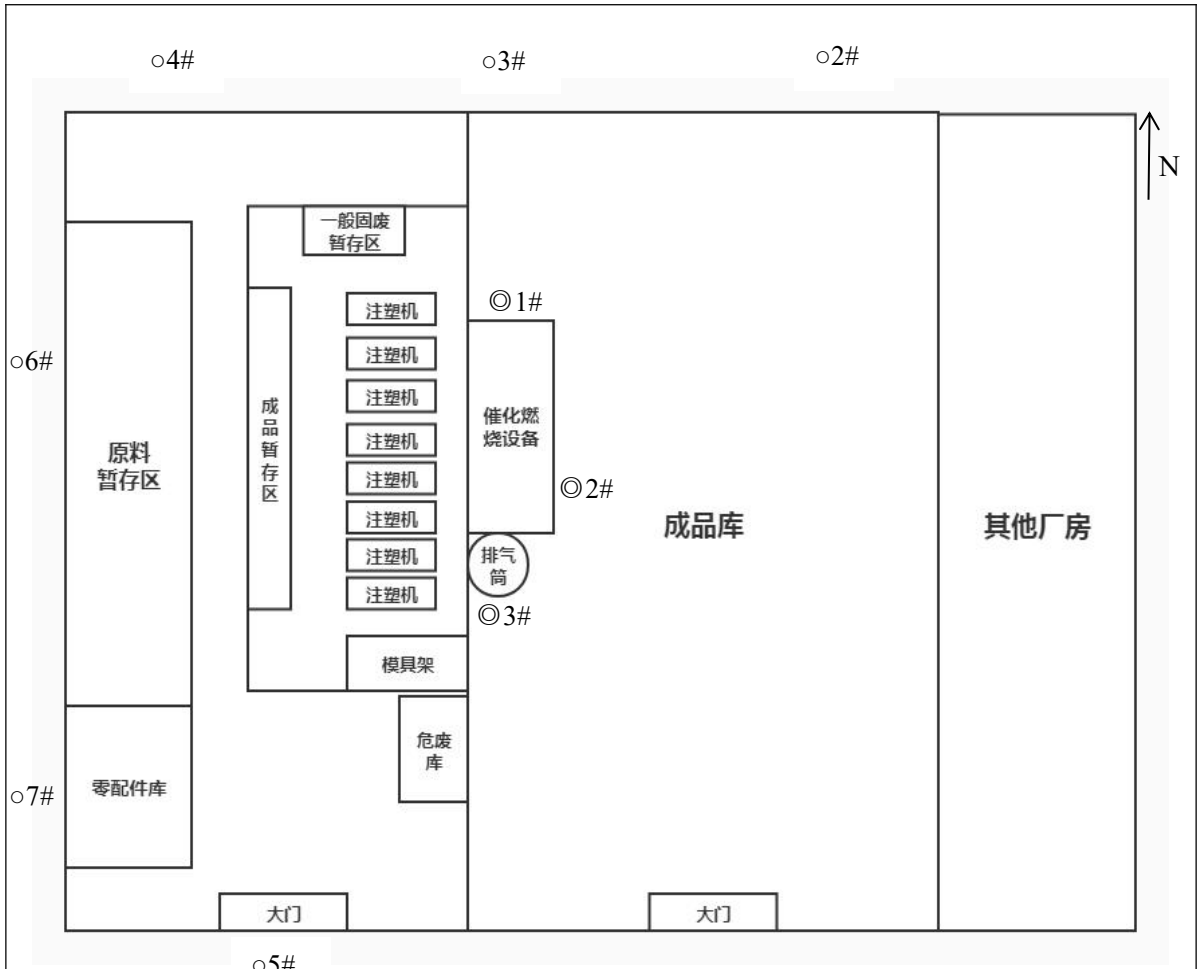 ○4#
○3#
○2#
N
一般固废
暂存区
◎1#
注塑机
注塑机
○6#
注塑机
成
品
暂
存
区
催化燃
烧设备
注塑机
原料
暂存区
注塑机
◎2#
注塑机
成品库
其他厂房
注塑机
排气
筒
注塑机
◎3#
模具架
危废
库
零配件库
○7#
大门
大门
○5#